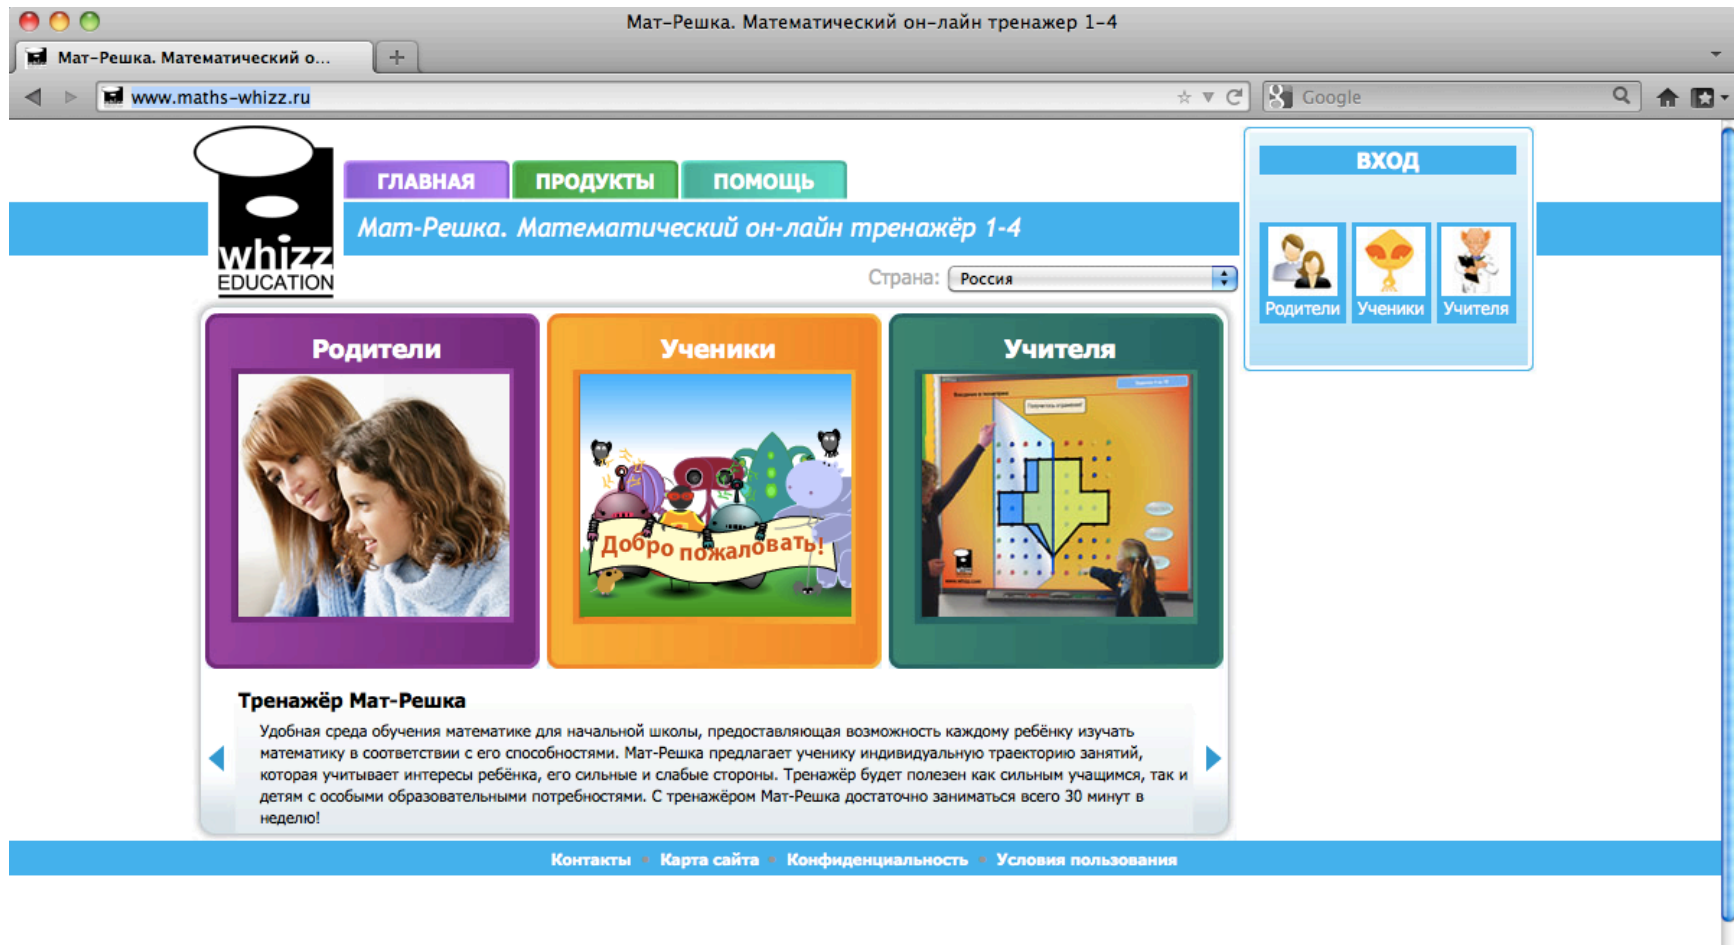 Мат-Решка. Математический он-лайн тренажер 1-4
Мат-Решка. Математический о...
www.maths-whizz.ru
Google
whizz
EDUCATION
ГЛАВНАЯ
ПРОДУКТЫ
ПОМОЩЬ
Мат-Решка. Математический он-лайн тренажёр 1-4
Страна: Россия
ВХОД
Родители
Ученики
Учителя
Родители
Ученики
Учителя
Добро пожаловать!
Тренажёр Мат-Решка
Удобная среда обучения математике для начальной школы, предоставляющая возможность каждому ребёнку изучать
математику в соответствии с его способностями. Мат-Решка предлагает ученику индивидуальную траекторию занятий,
которая учитывает интересы ребёнка, его сильные и слабые стороны. Тренажёр будет полезен как сильным учащимся, так и
детям с особыми образовательными потребностями. С тренажёром Мат-Решка достаточно заниматься всего 30 минут в
неделю!
Контакты • Карта сайта • Конфиденциальность • Условия пользования